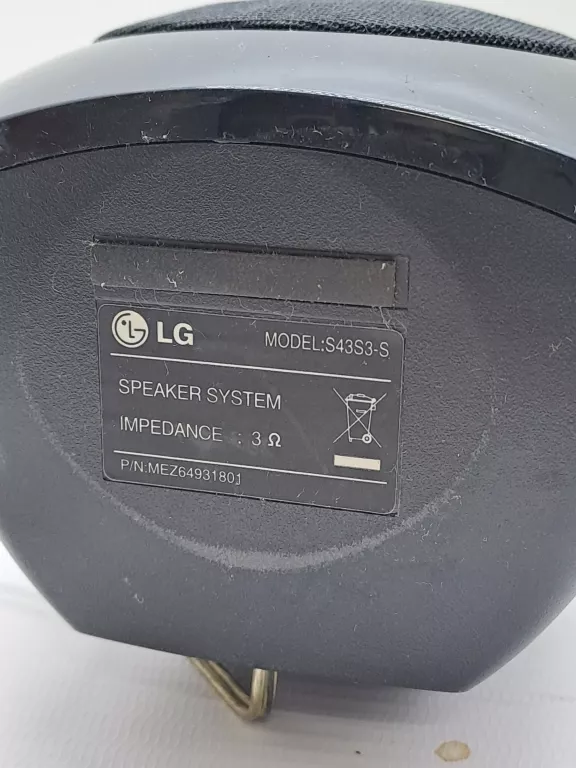 LG MODEL:S43S3-S
SPEAKER SYSTEM
IMPEDANCE : 3 Ω
P/N:MEZ64931801